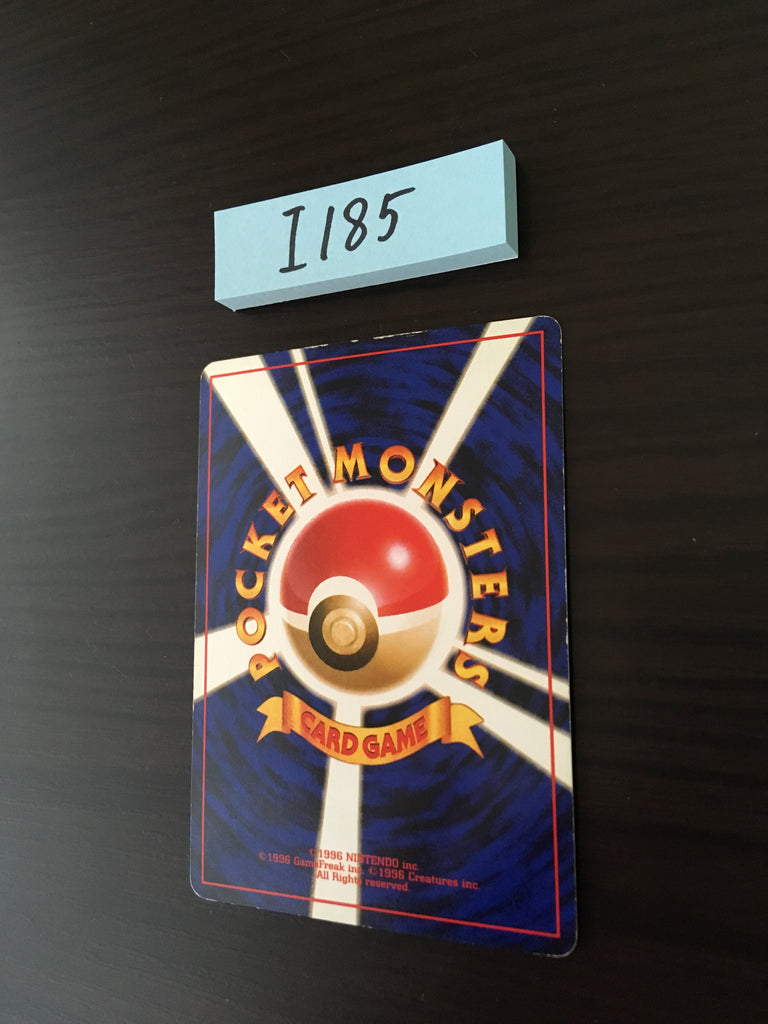 I185
POCKET MONSTERS
CARD GAME
©1996 NINTENDO inc.
©1996 GameFreak inc. ©1996 Creatures inc.
All Rights reserved.